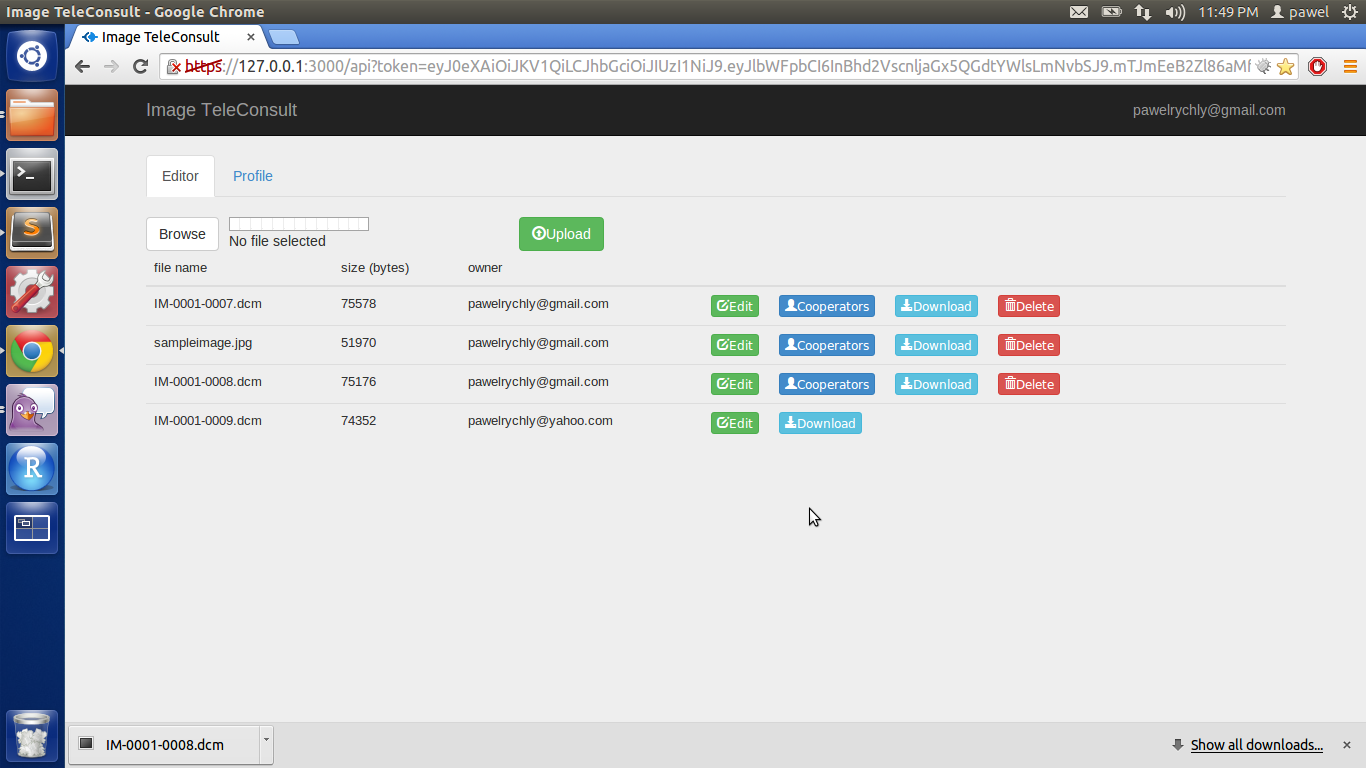 Image TeleConsult - Google Chrome 11:49 PM pawel
Image TeleConsult
https://127.0.0.1:3000/api?token=eyJ0eXAiOiJKV1QiLCJhbGciOiJIUzI1NiJ9.eyJlbWFpbCI6InBhd2VscnljaGx5QGdtYWlsLmNvbSJ9.mTJmEeB2Zl86aMf
Image TeleConsult pawelrychly@gmail.com
Editor Profile
Browse No file selected Upload
file name size (bytes) owner
IM-0001-0007.dcm 75578 pawelrychly@gmail.com Edit Cooperators Download Delete
sampleimage.jpg 51970 pawelrychly@gmail.com Edit Cooperators Download Delete
IM-0001-0008.dcm 75176 pawelrychly@gmail.com Edit Cooperators Download Delete
IM-0001-0009.dcm 74352 pawelrychly@yahoo.com Edit Download
IM-0001-0008.dcm Show all downloads...